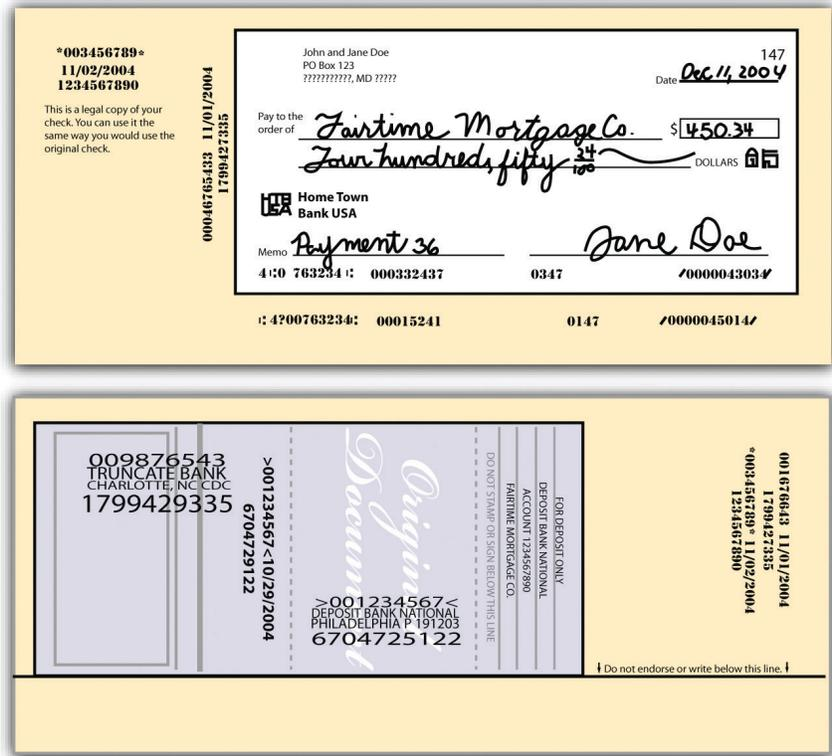 *003456789*
11/02/2004
1234567890
This is a legal copy of your
check. You can use it the
same way you would use the
original check.
00046765433 11/01/2004
1799427335
John and Jane Doe
PO Box 123
???????????, MD ?????
147
Date Dec 11, 2004
Pay to the
order of Fairtime Mortgage Co. $ 450.34
Four hundred, fifty 34/100 DOLLARS
Home Town
Bank USA
Memo Payment 36 Jane Doe
4⑆0 763234⑆ 000332437 0347 /0000043034/
⑆ 4?00763234⑆ 00015241 0147 /0000045014/
009876543
TRUNCATE BANK
CHARLOTTE, NC CDC
1799429335
>001234567<10/29/2004
6704729122
Original
Document
>001234567<
DEPOSIT BANK NATIONAL
PHILADELPHIA P 191203
6704725122
DO NOT STAMP OR SIGN BELOW THIS LINE
FOR DEPOSIT ONLY
DEPOSIT BANK NATIONAL
ACCOUNT 1234567890
FAIRTIME MORTGAGE CO.
001676643 11/01/2004
1799427335
*003456789* 11/02/2004
1234567890
Do not endorse or write below this line.